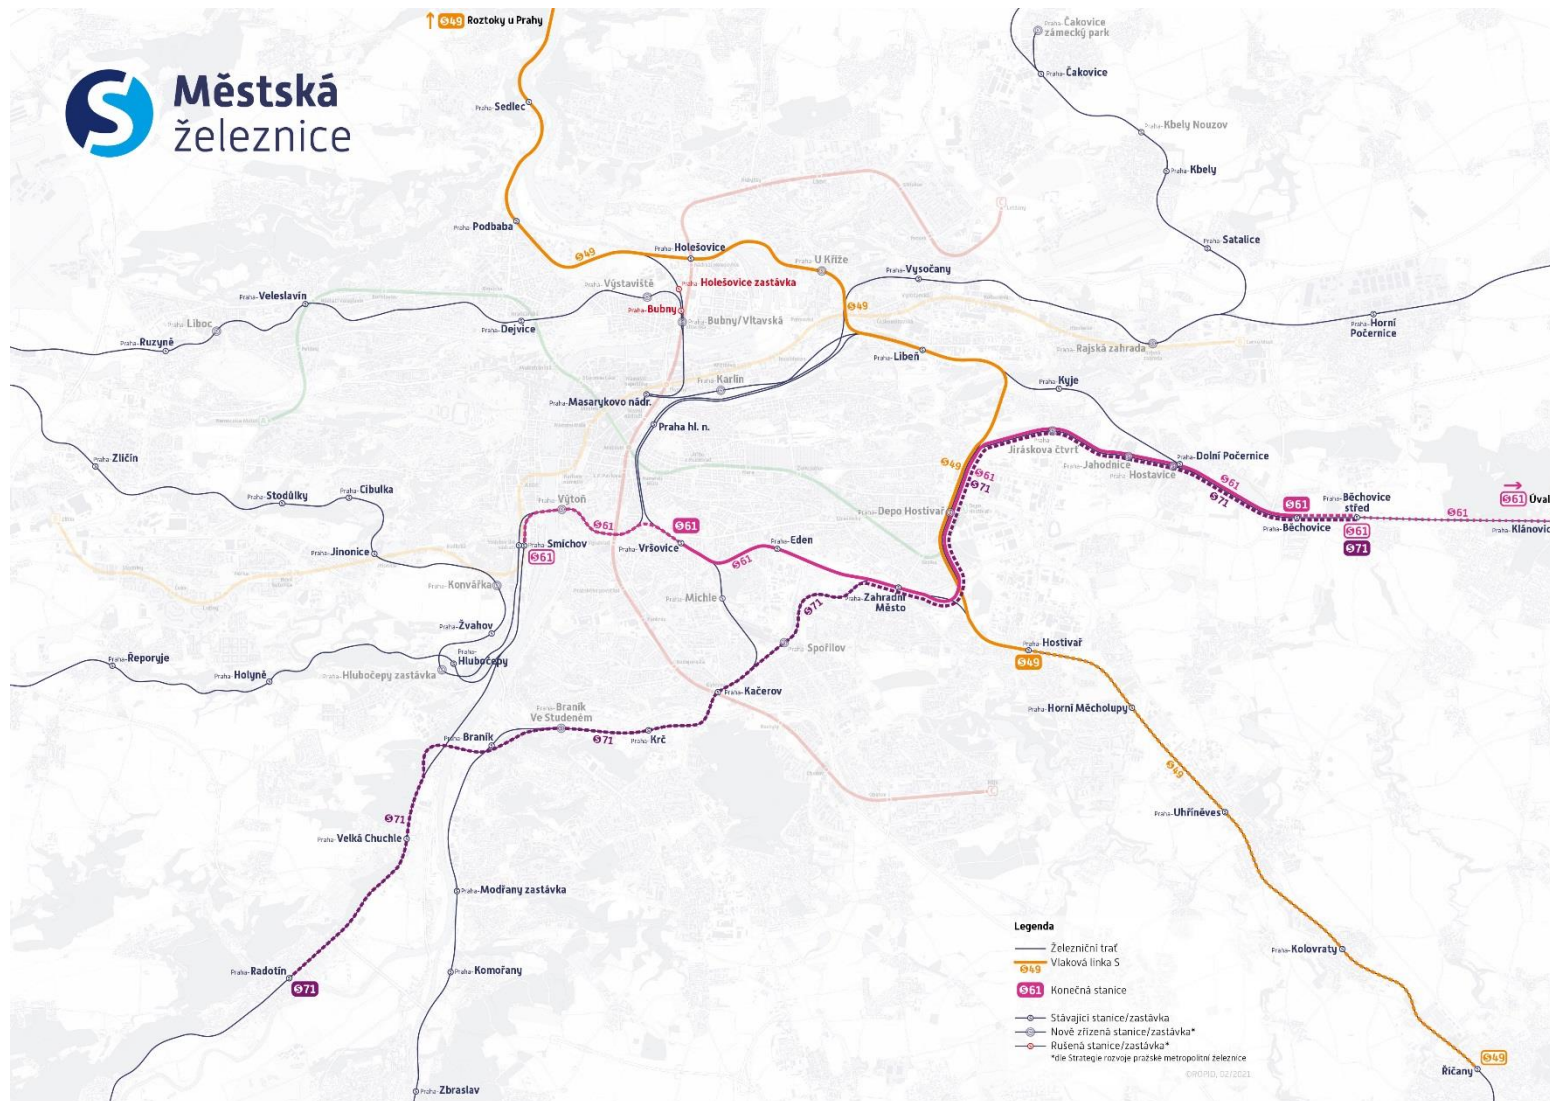 S49 Roztoky u Prahy
Městská
železnice
Praha-Čakovice
zámecký park
Praha-Čakovice
Praha-Sedlec
Praha-Kbely Nouzov
Praha-Kbely
Praha-Podbaba
S49
Praha-Holešovice
Praha-U Kříže
Praha-Satalice
Praha-Vysočany
Praha-Výstaviště
Praha-Holešovice zastávka
Praha-Veleslavín
Praha-Bubny
Praha-Bubny/Vltavská
S49
Praha-Liboc
Praha-Dejvice
Praha-Ruzyně
Praha-Horní
Počernice
Praha-Rajská zahrada
Praha-Libeň
Praha-Karlín
Praha-Kyje
Praha-Masarykovo nádr.
Praha hl. n.
Praha-
Jiráskova čtvrť
Praha-Zličín
S49
S61
S71
Praha-Jahodnice
Praha-Hostavice
Praha-Dolní Počernice
S61
S71
Praha-Stodůlky
Praha-Cibulka
Praha-Výtoň
S61
S61
Praha-Depo Hostivař
S61
Praha-Běchovice
Praha-Běchovice
střed
S61
S71
S61
S61 Úval
Praha-Klánovic
Praha-Jinonice
Praha-Smíchov
S61
Praha-Vršovice
S61
Praha-Eden
Praha-Konvářka
Praha-Michle
S71
Praha-Zahradní
Město
Praha-Žvahov
Praha-Spořilov
Praha-Hostivař
S49
Praha-Řeporyje
Praha-Holyně
Praha-
Hlubočepy
Praha-Hlubočepy zastávka
Praha-Kačerov
Praha-Horní Měcholupy
Praha-Braník
Ve Studeném
Praha-Braník
S71
Praha-Krč
S49
S71
Praha-Velká Chuchle
Praha-Uhříněves
Praha-Modřany zastávka
Praha-Kolovraty
Praha-Radotín
S71
Praha-Komořany
Praha-Zbraslav
S49
Říčany
Legenda
Železniční trať
S49 Vlaková linka S
S61 Konečná stanice
Stávající stanice/zastávka
Nově zřízená stanice/zastávka*
Rušená stanice/zastávka*
*dle Strategie rozvoje pražské metropolitní železnice
©ROPID, 02/2021